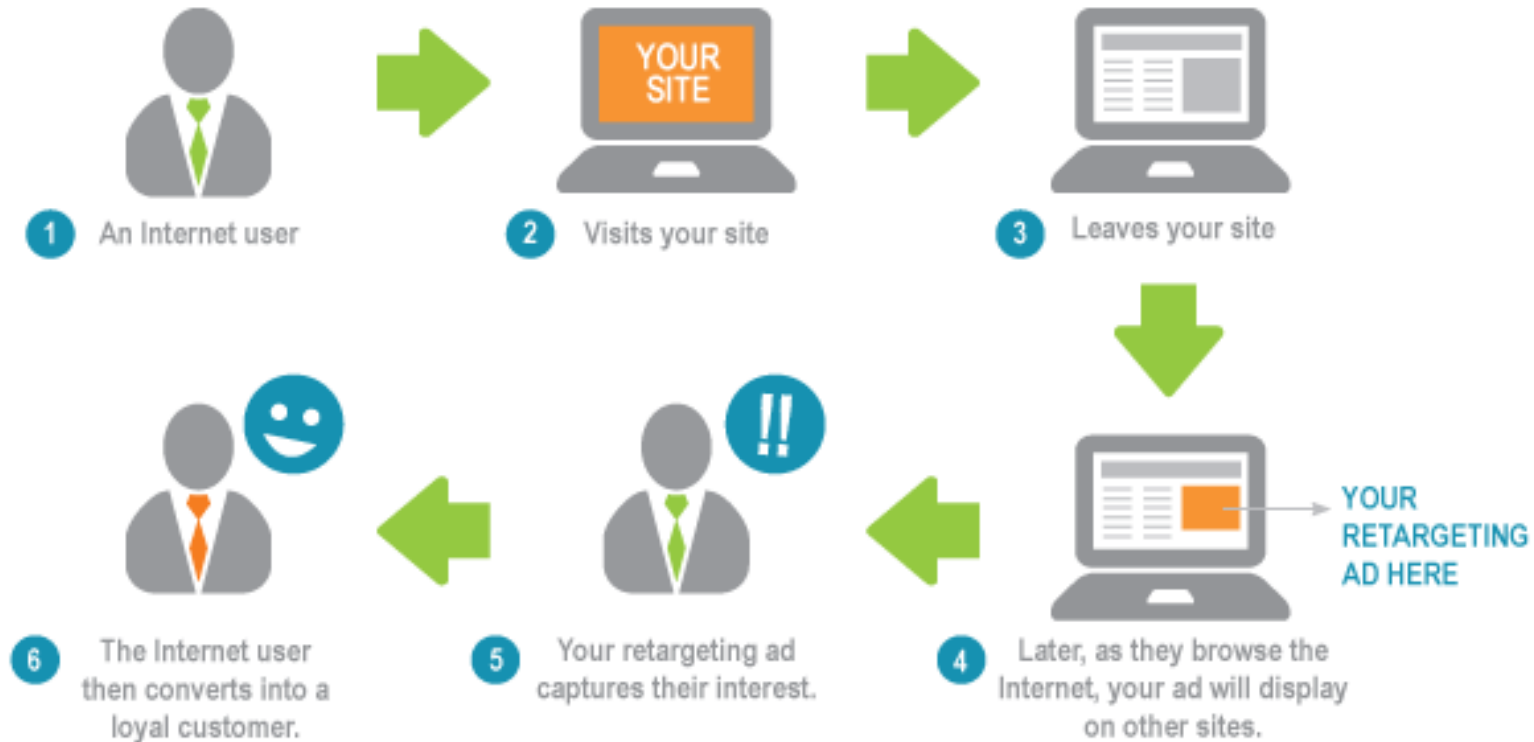 YOUR
SITE
1 An Internet user
2 Visits your site
3 Leaves your site
YOUR
RETARGETING
AD HERE
4 Later, as they browse the
Internet, your ad will display
on other sites.
!!
5 Your retargeting ad
captures their interest.
6 The Internet user
then converts into a
loyal customer.